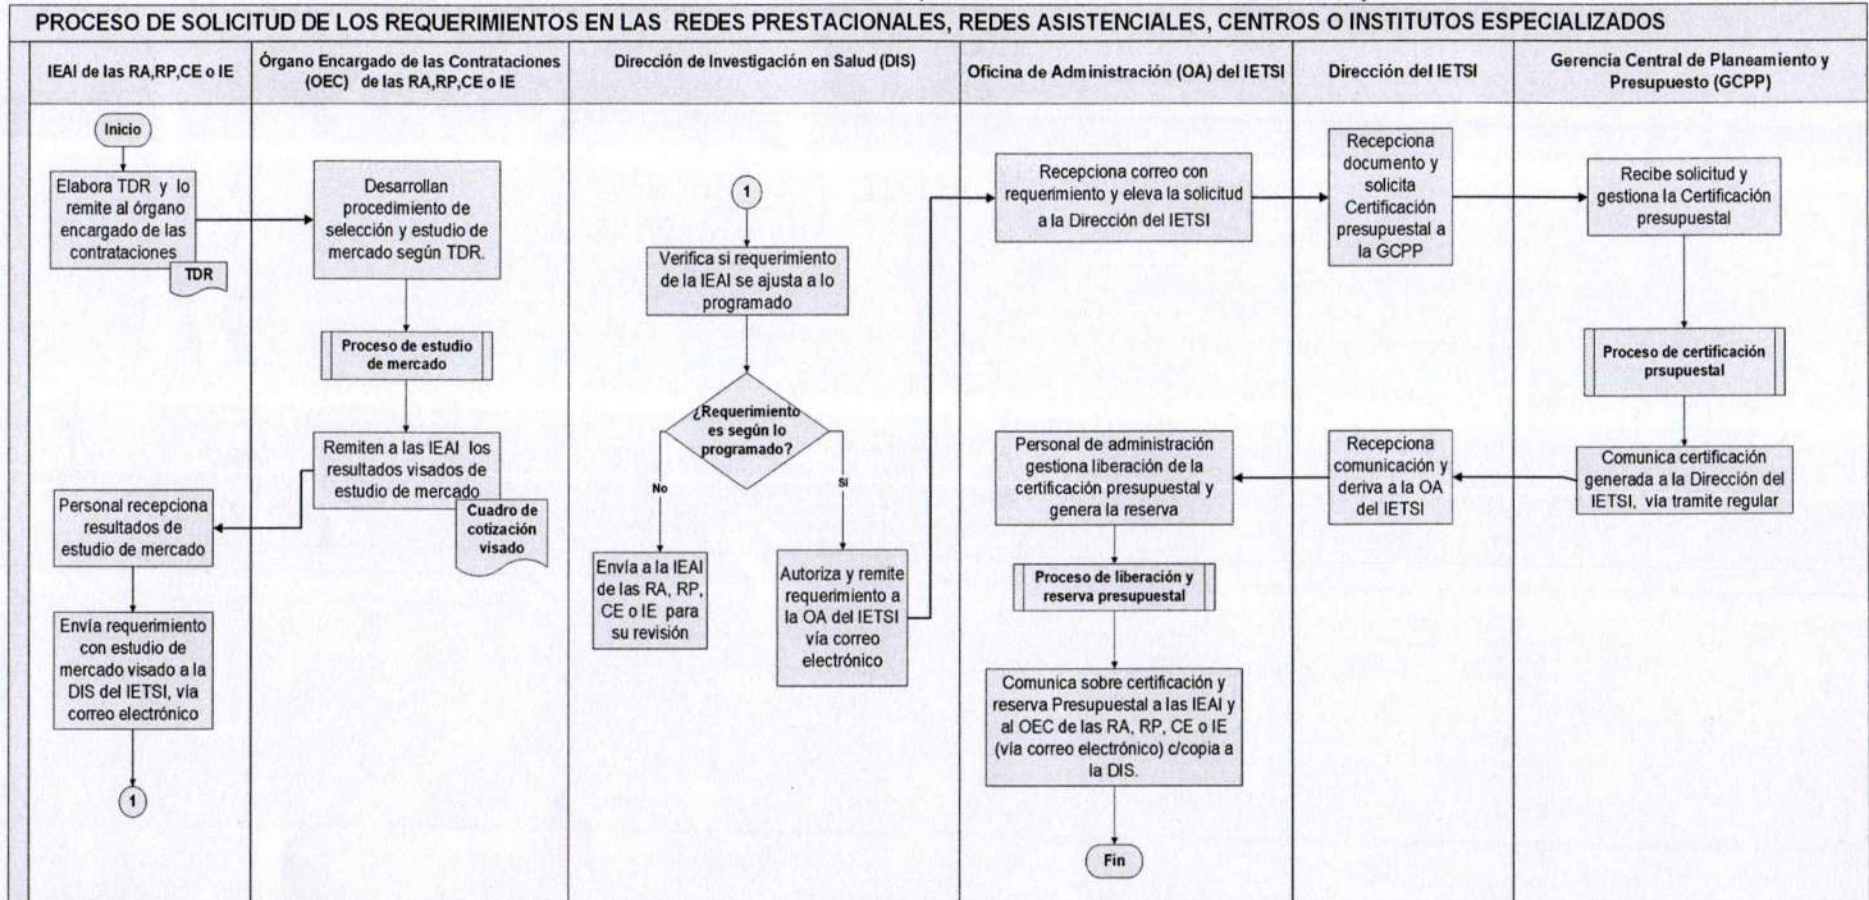 PROCESO DE SOLICITUD DE LOS REQUERIMIENTOS EN LAS REDES PRESTACIONALES, REDES ASISTENCIALES, CENTROS O INSTITUTOS ESPECIALIZADOS
IEAI de las RA,RP,CE o IE
Órgano Encargado de las Contrataciones
(OEC) de las RA,RP,CE o IE
Dirección de Investigación en Salud (DIS)
Oficina de Administración (OA) del IETSI
Dirección del IETSI
Gerencia Central de Planeamiento y
Presupuesto (GCPP)
Inicio
Elabora TDR y lo
remite al órgano
encargado de las
contrataciones
TDR
Desarrollan
procedimiento de
selección y estudio de
mercado según TDR.
Proceso de estudio
de mercado
Remiten a las IEAI los
resultados visados de
estudio de mercado
Cuadro de
cotización
visado
Personal recepciona
resultados de
estudio de mercado
Envía requerimiento
con estudio de
mercado visado a la
DIS del IETSI, vía
correo electrónico
1
1
Verifica si requerimiento
de la IEAI se ajusta a lo
programado
¿Requerimiento
es según lo
programado?
No
Sí
Envía a la IEAI
de las RA, RP,
CE o IE para
su revisión
Autoriza y remite
requerimiento a
la OA del IETSI
vía correo
electrónico
Recepciona correo con
requerimiento y eleva la solicitud
a la Dirección del IETSI
Recepciona
documento y
solicita
Certificación
presupuestal a
la GCPP
Recibe solicitud y
gestiona la Certificación
presupuestal
Proceso de certificación
prsupuestal
Comunica certificación
generada a la Dirección del
IETSI, vía tramite regular
Recepciona
comunicación y
deriva a la OA
del IETSI
Personal de administración
gestiona liberación de la
certificación presupuestal y
genera la reserva
Proceso de liberación y
reserva presupuestal
Comunica sobre certificación y
reserva Presupuestal a las IEAI y
al OEC de las RA, RP, CE o IE
(vía correo electrónico) c/copia a
la DIS.
Fin